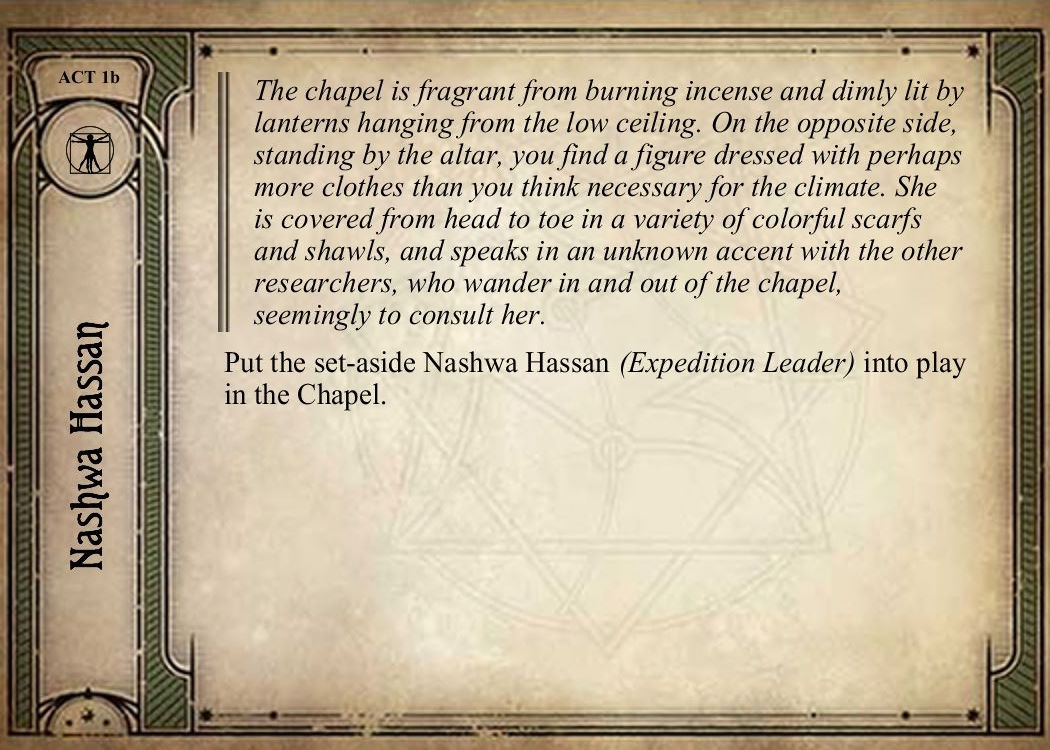 ACT 1b
Nashwa Hassan
The chapel is fragrant from burning incense and dimly lit by
lanterns hanging from the low ceiling. On the opposite side,
standing by the altar, you find a figure dressed with perhaps
more clothes than you think necessary for the climate. She
is covered from head to toe in a variety of colorful scarfs
and shawls, and speaks in an unknown accent with the other
researchers, who wander in and out of the chapel,
seemingly to consult her.
Put the set-aside Nashwa Hassan (Expedition Leader) into play
in the Chapel.